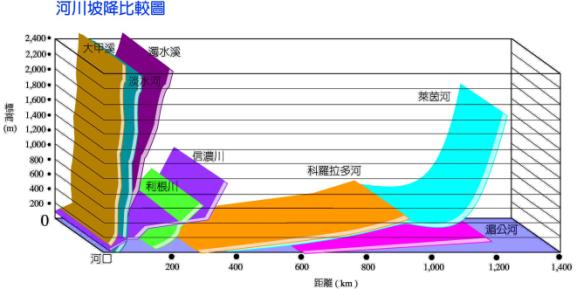 河川坡降比較圖
2,400
2,200
2,000
1,800
1,600
1,400
1,200
1,000
800
600
400
200
0
標高
(m)
大甲溪
濁水溪
淡水河
信濃川
利根川
科羅拉多河
萊茵河
湄公河
河口
200
400
600
800
1,000
1,200
1,400
距離 ( km )